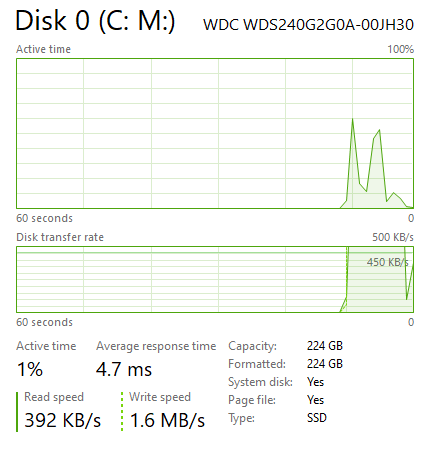 Disk 0 (C: M:) WDC WDS240G2G0A-00JH30
Active time 100%
60 seconds 0
Disk transfer rate 500 KB/s
450 KB/s
60 seconds 0
Active time Average response time
1% 4.7 ms
Read speed Write speed
392 KB/s 1.6 MB/s
Capacity: 224 GB
Formatted: 224 GB
System disk: Yes
Page file: Yes
Type: SSD